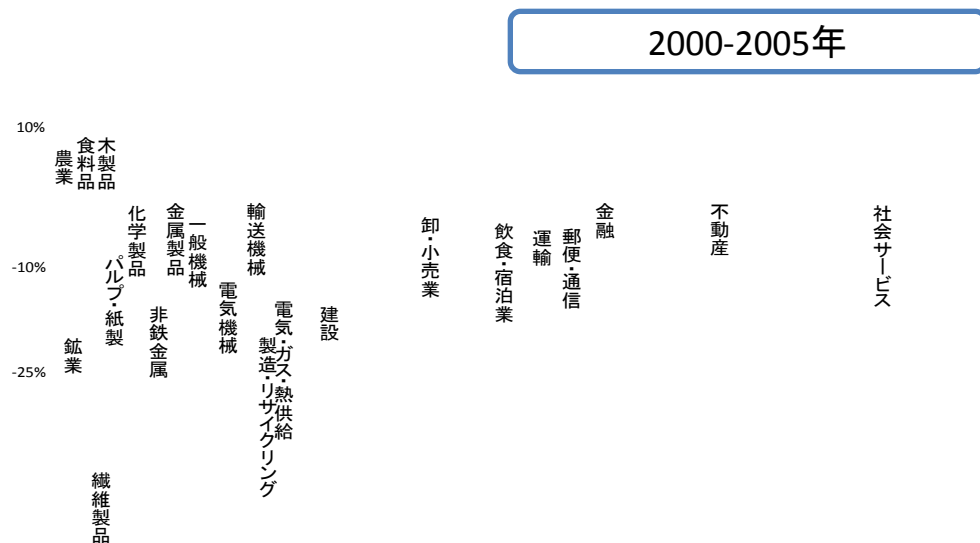 2000-2005年
10%
農業
食料品
木製品
化学製品
金属製品
一般機械
輸送機械
卸・小売業
飲食・宿泊業
運輸
郵便・通信
金融
不動産
社会サービス
-10%
パルプ・紙製
電気機械
非鉄金属
電気・ガス・熱供給
建設
鉱業
製造・リサイクリング
-25%
繊維製品